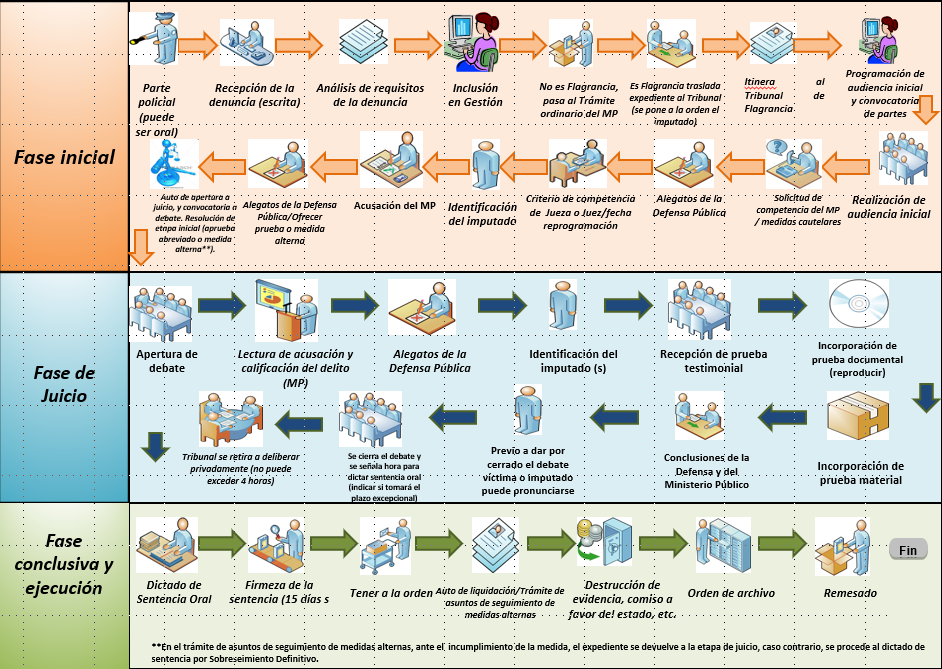 Fase inicial
Parte
policial
(puede
ser oral)
Recepción de la
denuncia (escrita)
Análisis de requisitos
de la denuncia
Inclusión
en Gestión
No es Flagrancia,
pasa al Trámite
ordinario del MP
Es Flagrancia traslada
expediente al Tribunal
(se pone a la orden el
imputado)
Itinera al
Tribunal de
Flagrancia
Programación de
audiencia inicial
y convocatoria
de partes
Realización de
audiencia inicial
Solicitud de
competencia del MP
/ medidas cautelares
Alegatos de la
Defensa Pública
Criterio de competencia
de Jueza o Juez/fecha
reprogramación
Identificación
del imputado
Acusación del MP
Alegatos de la Defensa
Pública/Ofrecer
prueba o medida
alterna
Auto de apertura a
juicio, y convocatoria a
debate. Resolución de
etapa inicial (aprueba
abreviado o medida
alterna**).
Fase de
Juicio
Apertura de
debate
Lectura de acusación y
calificación del delito
(MP)
Alegatos de la
Defensa Pública
Identificación del
imputado (s)
Recepción de prueba
testimonial
Incorporación de
prueba documental
(reproducir)
Incorporación de
prueba material
Conclusiones de la
Defensa y del
Ministerio Público
Previo a dar por
cerrado el debate
víctima o imputado
puede pronunciarse
Se cierra el debate y
se señala hora para
dictar sentencia oral
(indicar si tomará el
plazo excepcional)
Tribunal se retira a deliberar
privadamente (no puede
exceder 4 horas)
Fase
conclusiva y
ejecución
Dictado de
Sentencia Oral
Firmeza de la
sentencia (15 días s
Tener a la orden
Auto de liquidación/Trámite de
asuntos de seguimiento de
medidas alternas
Destrucción de
evidencia, comiso a
favor del estado, etc.
Orden de archivo
Remesado
Fin
**En el trámite de asuntos de seguimiento de medidas alternas, ante el incumplimiento de la medida, el expediente se devuelve a la etapa de juicio, caso contrario, se procede al dictado de
sentencia por Sobreseimiento Definitivo.